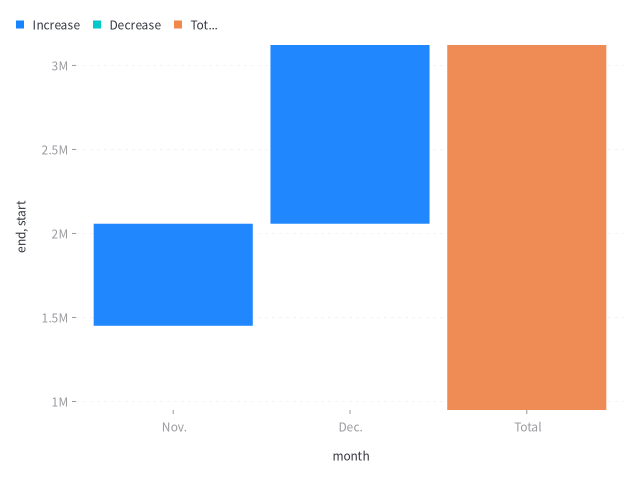 Increase Decrease Tot...
3M
2.5M
2M
1.5M
1M
end, start
Nov. Dec. Total
month